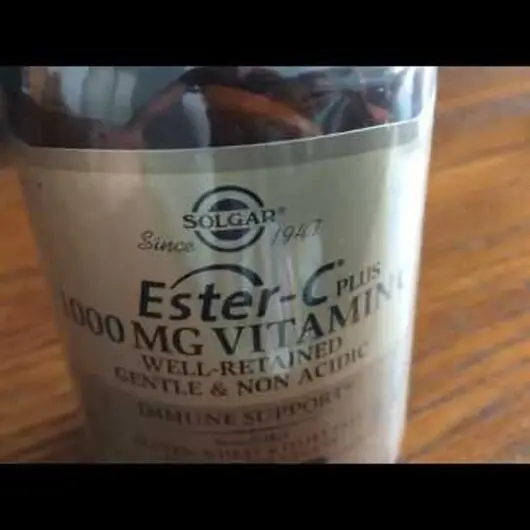 SOLGAR®
Since 1947
Ester-C® PLUS
1000 MG VITAMIN
WELL-RETAINED
GENTLE & NON ACIDIC
IMMUNE SUPPORT*